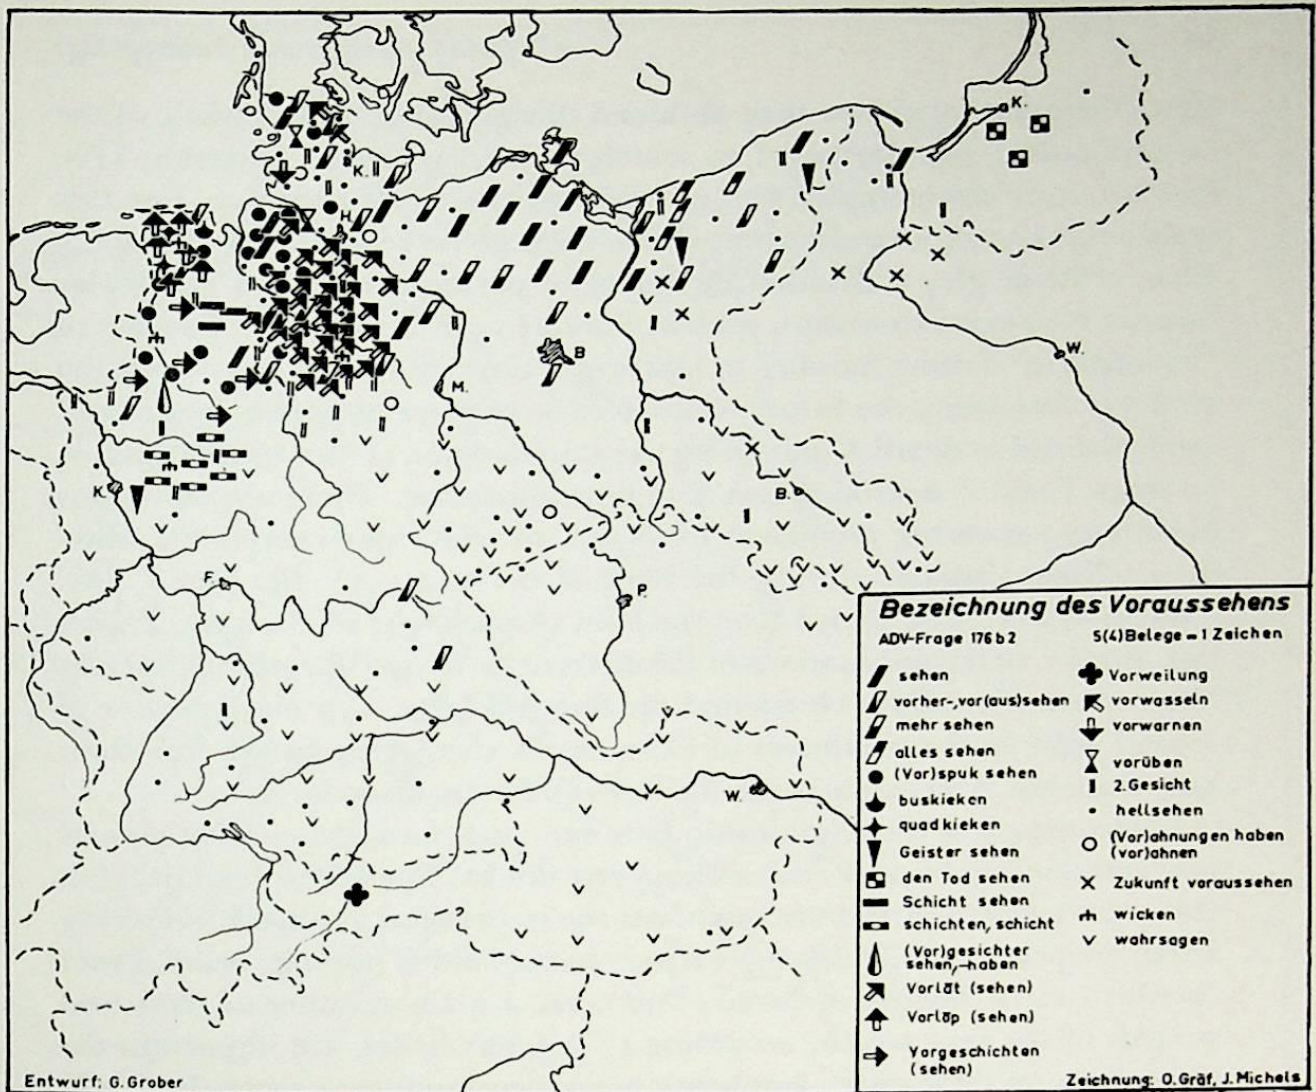 K.
K.
H.
B
W.
M.
K.
B.
F.
P.
W.
Bezeichnung des Voraussehens
ADV-Frage 176 b2
5(4) Belege = 1 Zeichen
sehen
vorher-, vor(aus)sehen
mehr sehen
alles sehen
(Vor)spuk sehen
buskieken
quadkieken
Geister sehen
den Tod sehen
Schicht sehen
schichten, schicht
(Vor)gesichter
sehen,-haben
Vorlåt (sehen)
Vorlöp (sehen)
Vorgeschichten
(sehen)
Vorweilung
vorwasseln
vorwarnen
vorüben
2. Gesicht
hellsehen
(Vor)ahnungen haben
(vor)ahnen
Zukunft voraussehen
wicken
wahrsagen
Entwurf: G. Grober
Zeichnung: O. Gräf, J. Michels